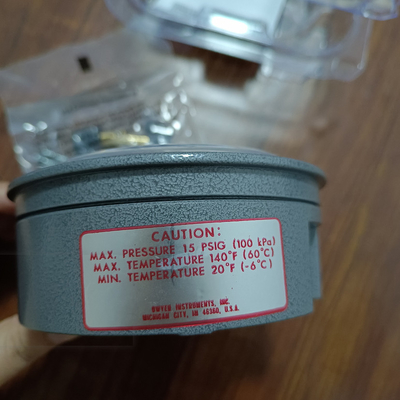 CAUTION:
MAX. PRESSURE 15 PSIG (100 kPa)
MAX. TEMPERATURE 140°F (60°C)
MIN. TEMPERATURE 20°F (-6°C)
DWYER INSTRUMENTS, INC.
MICHIGAN CITY, IN 46360, U.S.A.